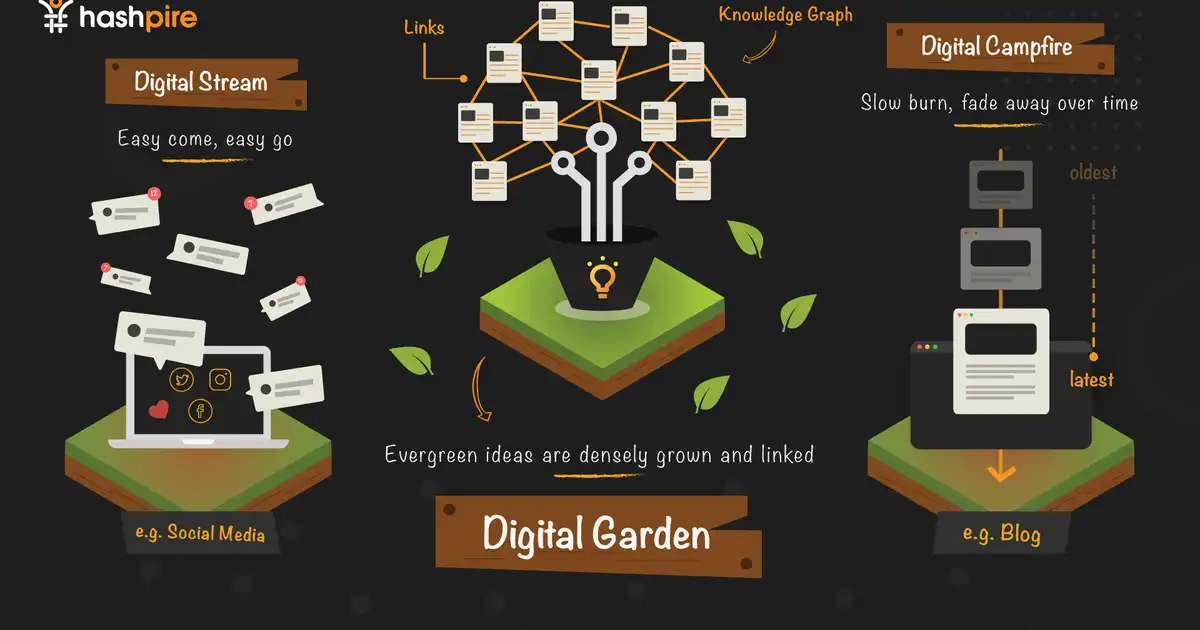 hashpire
Digital Stream
Easy come, easy go
e.g. Social Media
Links
Knowledge Graph
Evergreen ideas are densely grown and linked
Digital Garden
Digital Campfire
Slow burn, fade away over time
oldest
latest
e.g. Blog